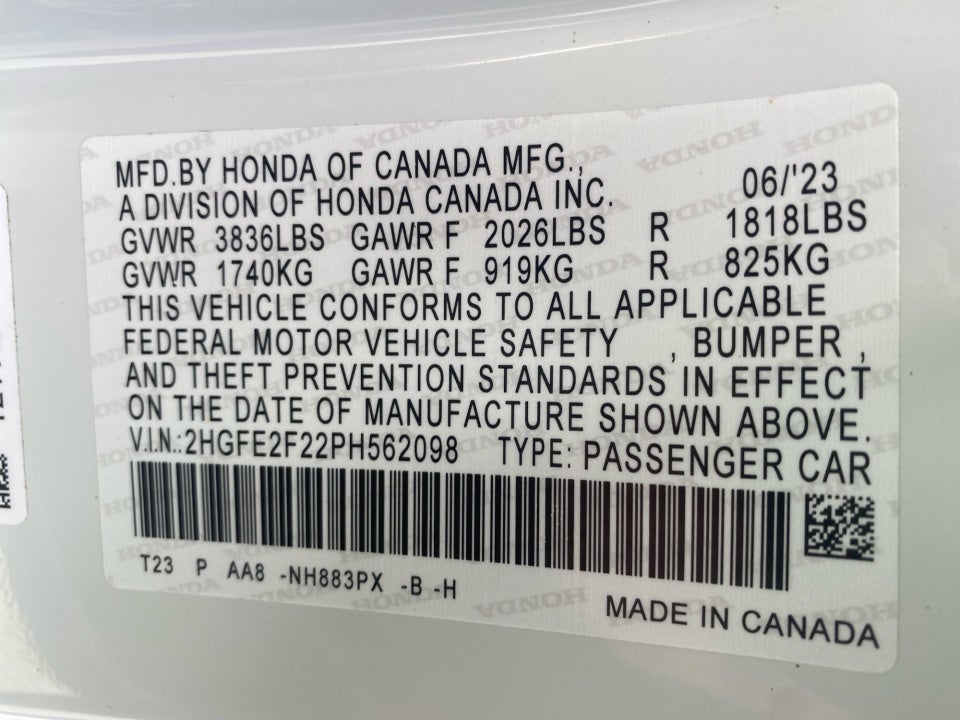 MFD.BY HONDA OF CANADA MFG.,
A DIVISION OF HONDA CANADA INC. 06/'23
GVWR 3836LBS GAWR F 2026LBS R 1818LBS
GVWR 1740KG GAWR F 919KG R 825KG
THIS VEHICLE CONFORMS TO ALL APPLICABLE
FEDERAL MOTOR VEHICLE SAFETY , BUMPER ,
AND THEFT PREVENTION STANDARDS IN EFFECT
ON THE DATE OF MANUFACTURE SHOWN ABOVE.
V.I.N.:2HGFE2F22PH562098 TYPE: PASSENGER CAR
T23 P AA8 -NH883PX -B -H
MADE IN CANADA